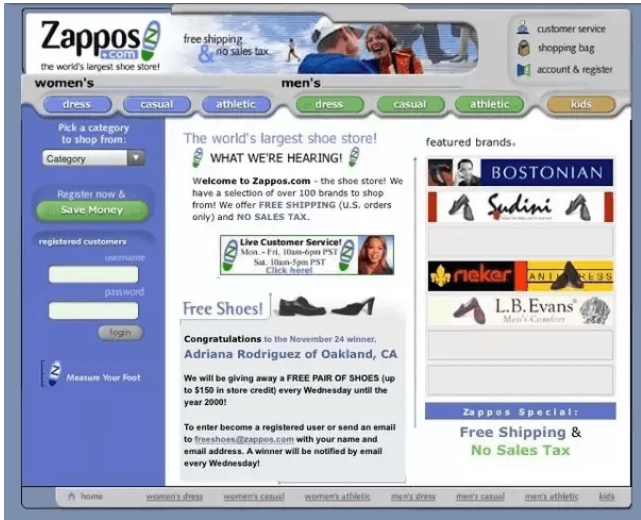 Zappos
.com
the world's largest shoe store!
free shipping
& no sales tax
customer service
shopping bag
account & register
women's
men's
dress
casual
athletic
dress
casual
athletic
kids
Pick a category
to shop from:
Category
Register now &
Save Money
registered customers
username
password
login
Measure Your Foot
The world's largest shoe store!
WHAT WE'RE HEARING!
Welcome to Zappos.com - the shoe store! We
have a selection of over 100 brands to shop
from! We offer FREE SHIPPING (U.S. orders
only) and NO SALES TAX.
Live Customer Service!
Mon. - Fri. 10am-6pm PST
Sat. 10am-5pm PST
Click here!
Free Shoes!
Congratulations to the November 24 winner,
Adriana Rodriguez of Oakland, CA
We will be giving away a FREE PAIR OF SHOES (up
to $150 in store credit) every Wednesday until the
year 2000!
To enter become a registered user or send an email
to freeshoes@zappos.com with your name and
email address. A winner will be notified by email
every Wednesday!
featured brands.
BOSTONIAN
Sudini
rieker
L.B.Evans
Men's Comfort
Zappos Special:
Free Shipping &
No Sales Tax
home
women's dress
women's casual
women's athletic
men's dress
men's casual
men's athletic
kids